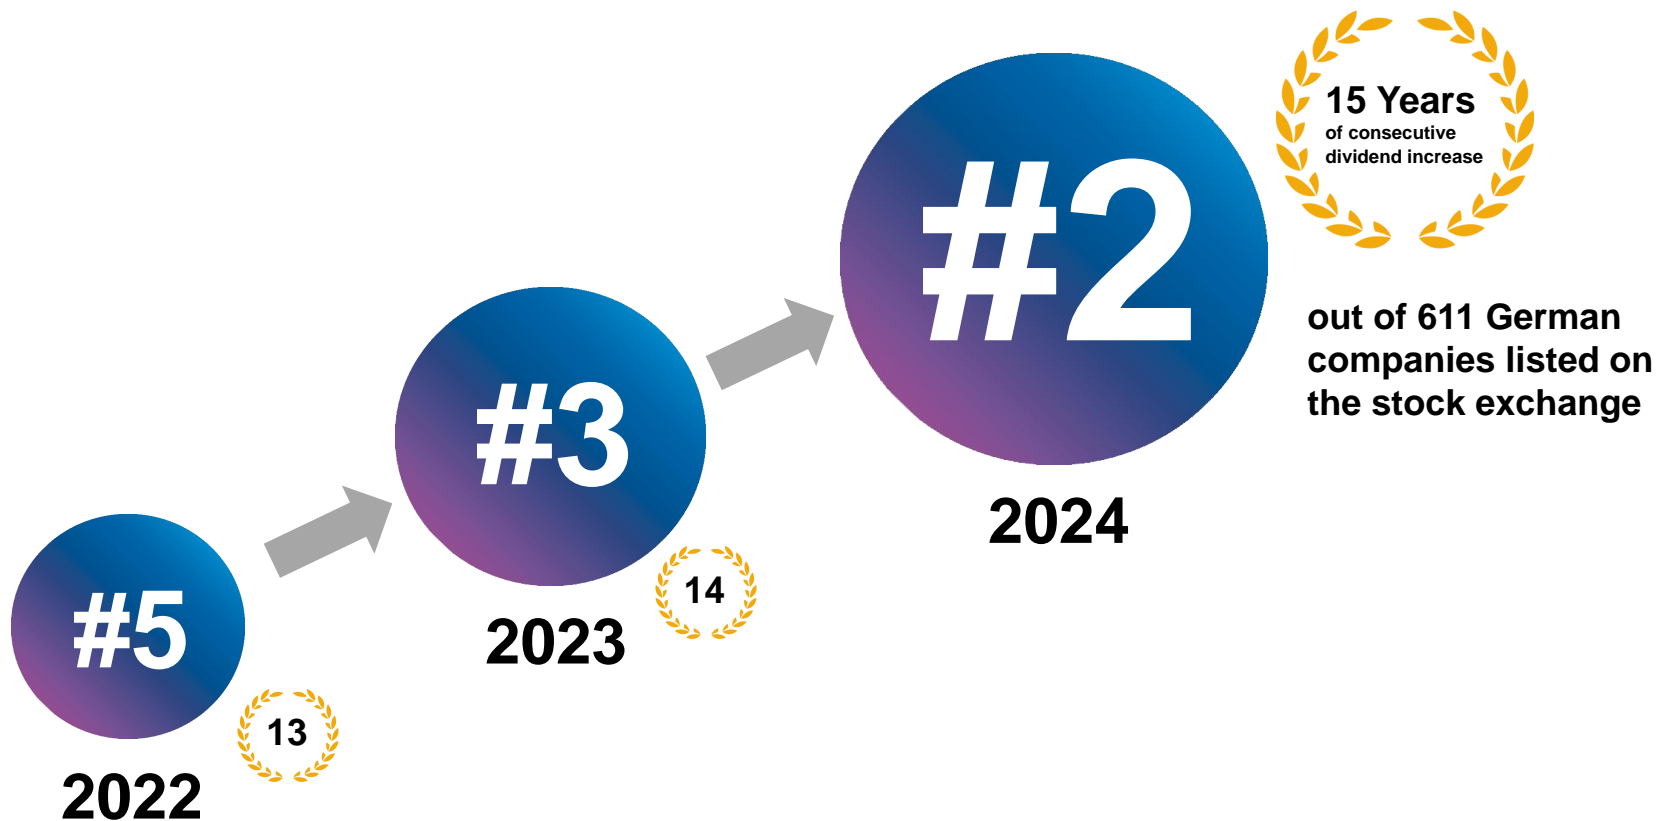 #5
13
2022
#3
14
2023
#2
2024
15 Years
of consecutive
dividend increase
out of 611 German
companies listed on
the stock exchange